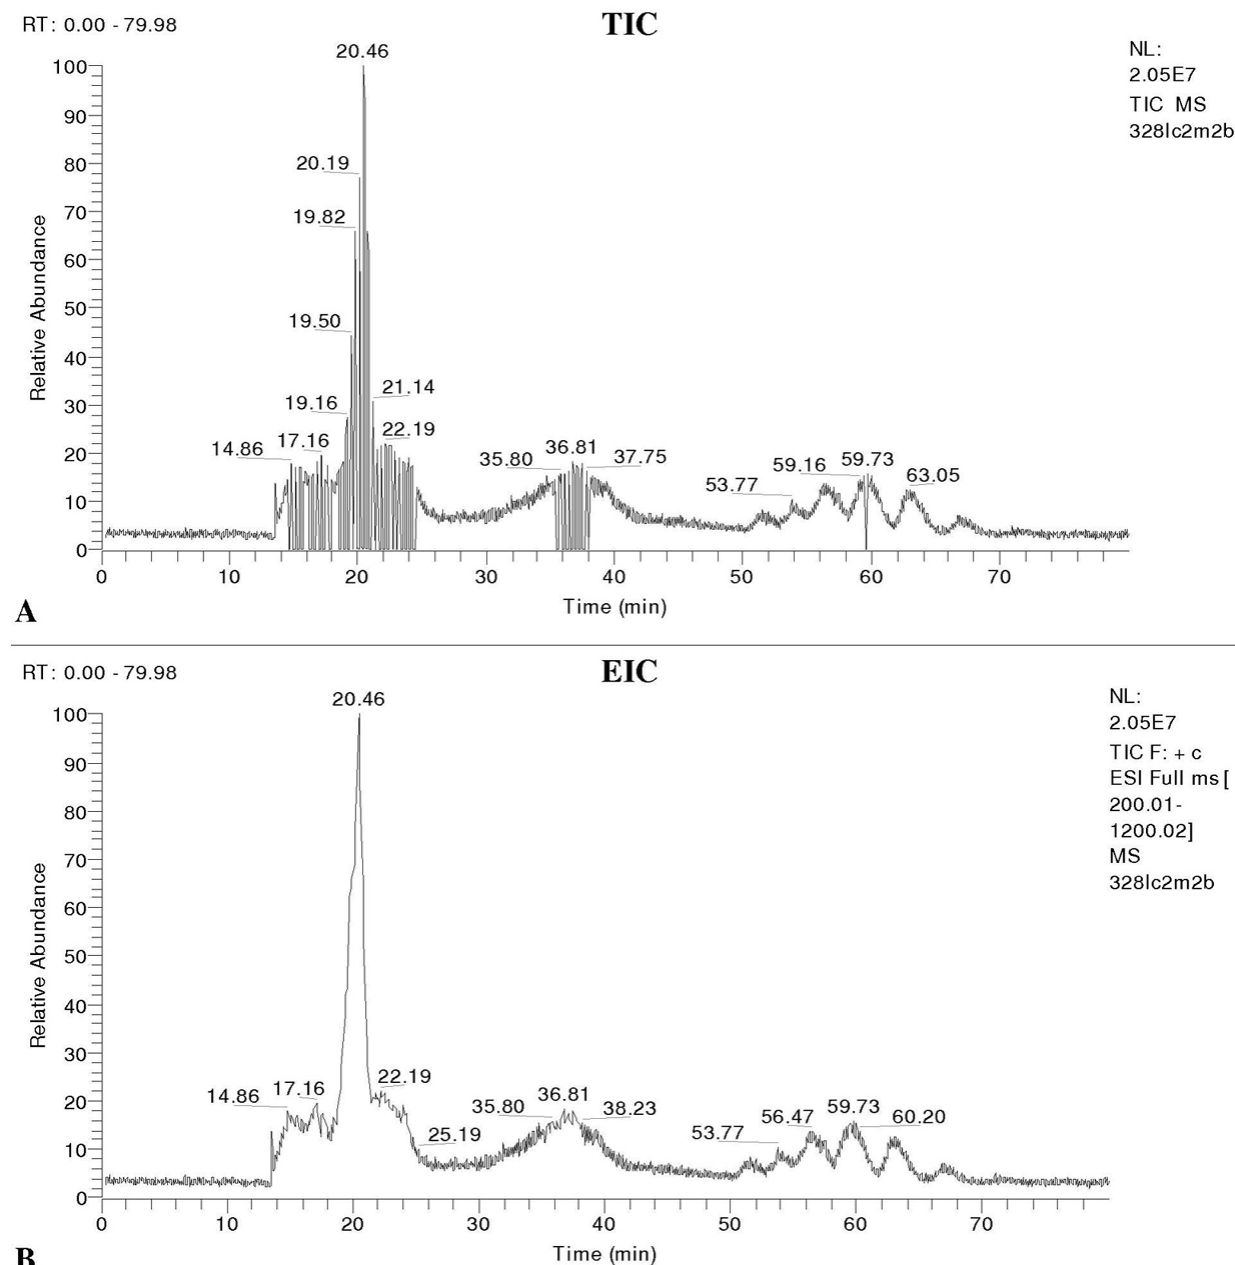 RT: 0.00 - 79.98
TIC
NL:
2.05E7
TIC MS
328lc2m2b
20.46
20.19
19.82
19.50
21.14
19.16
22.19
17.16
14.86
35.80
36.81
37.75
53.77
59.16
59.73
63.05
Relative Abundance
100
90
80
70
60
50
40
30
20
10
0
0 10 20 30 40 50 60 70
Time (min)
A
RT: 0.00 - 79.98
EIC
NL:
2.05E7
TIC F: + c
ESI Full ms [
200.01-
1200.02]
MS
328lc2m2b
20.46
14.86
17.16
22.19
25.19
35.80
36.81
38.23
53.77
56.47
59.73
60.20
Relative Abundance
100
90
80
70
60
50
40
30
20
10
0
0 10 20 30 40 50 60 70
Time (min)
B